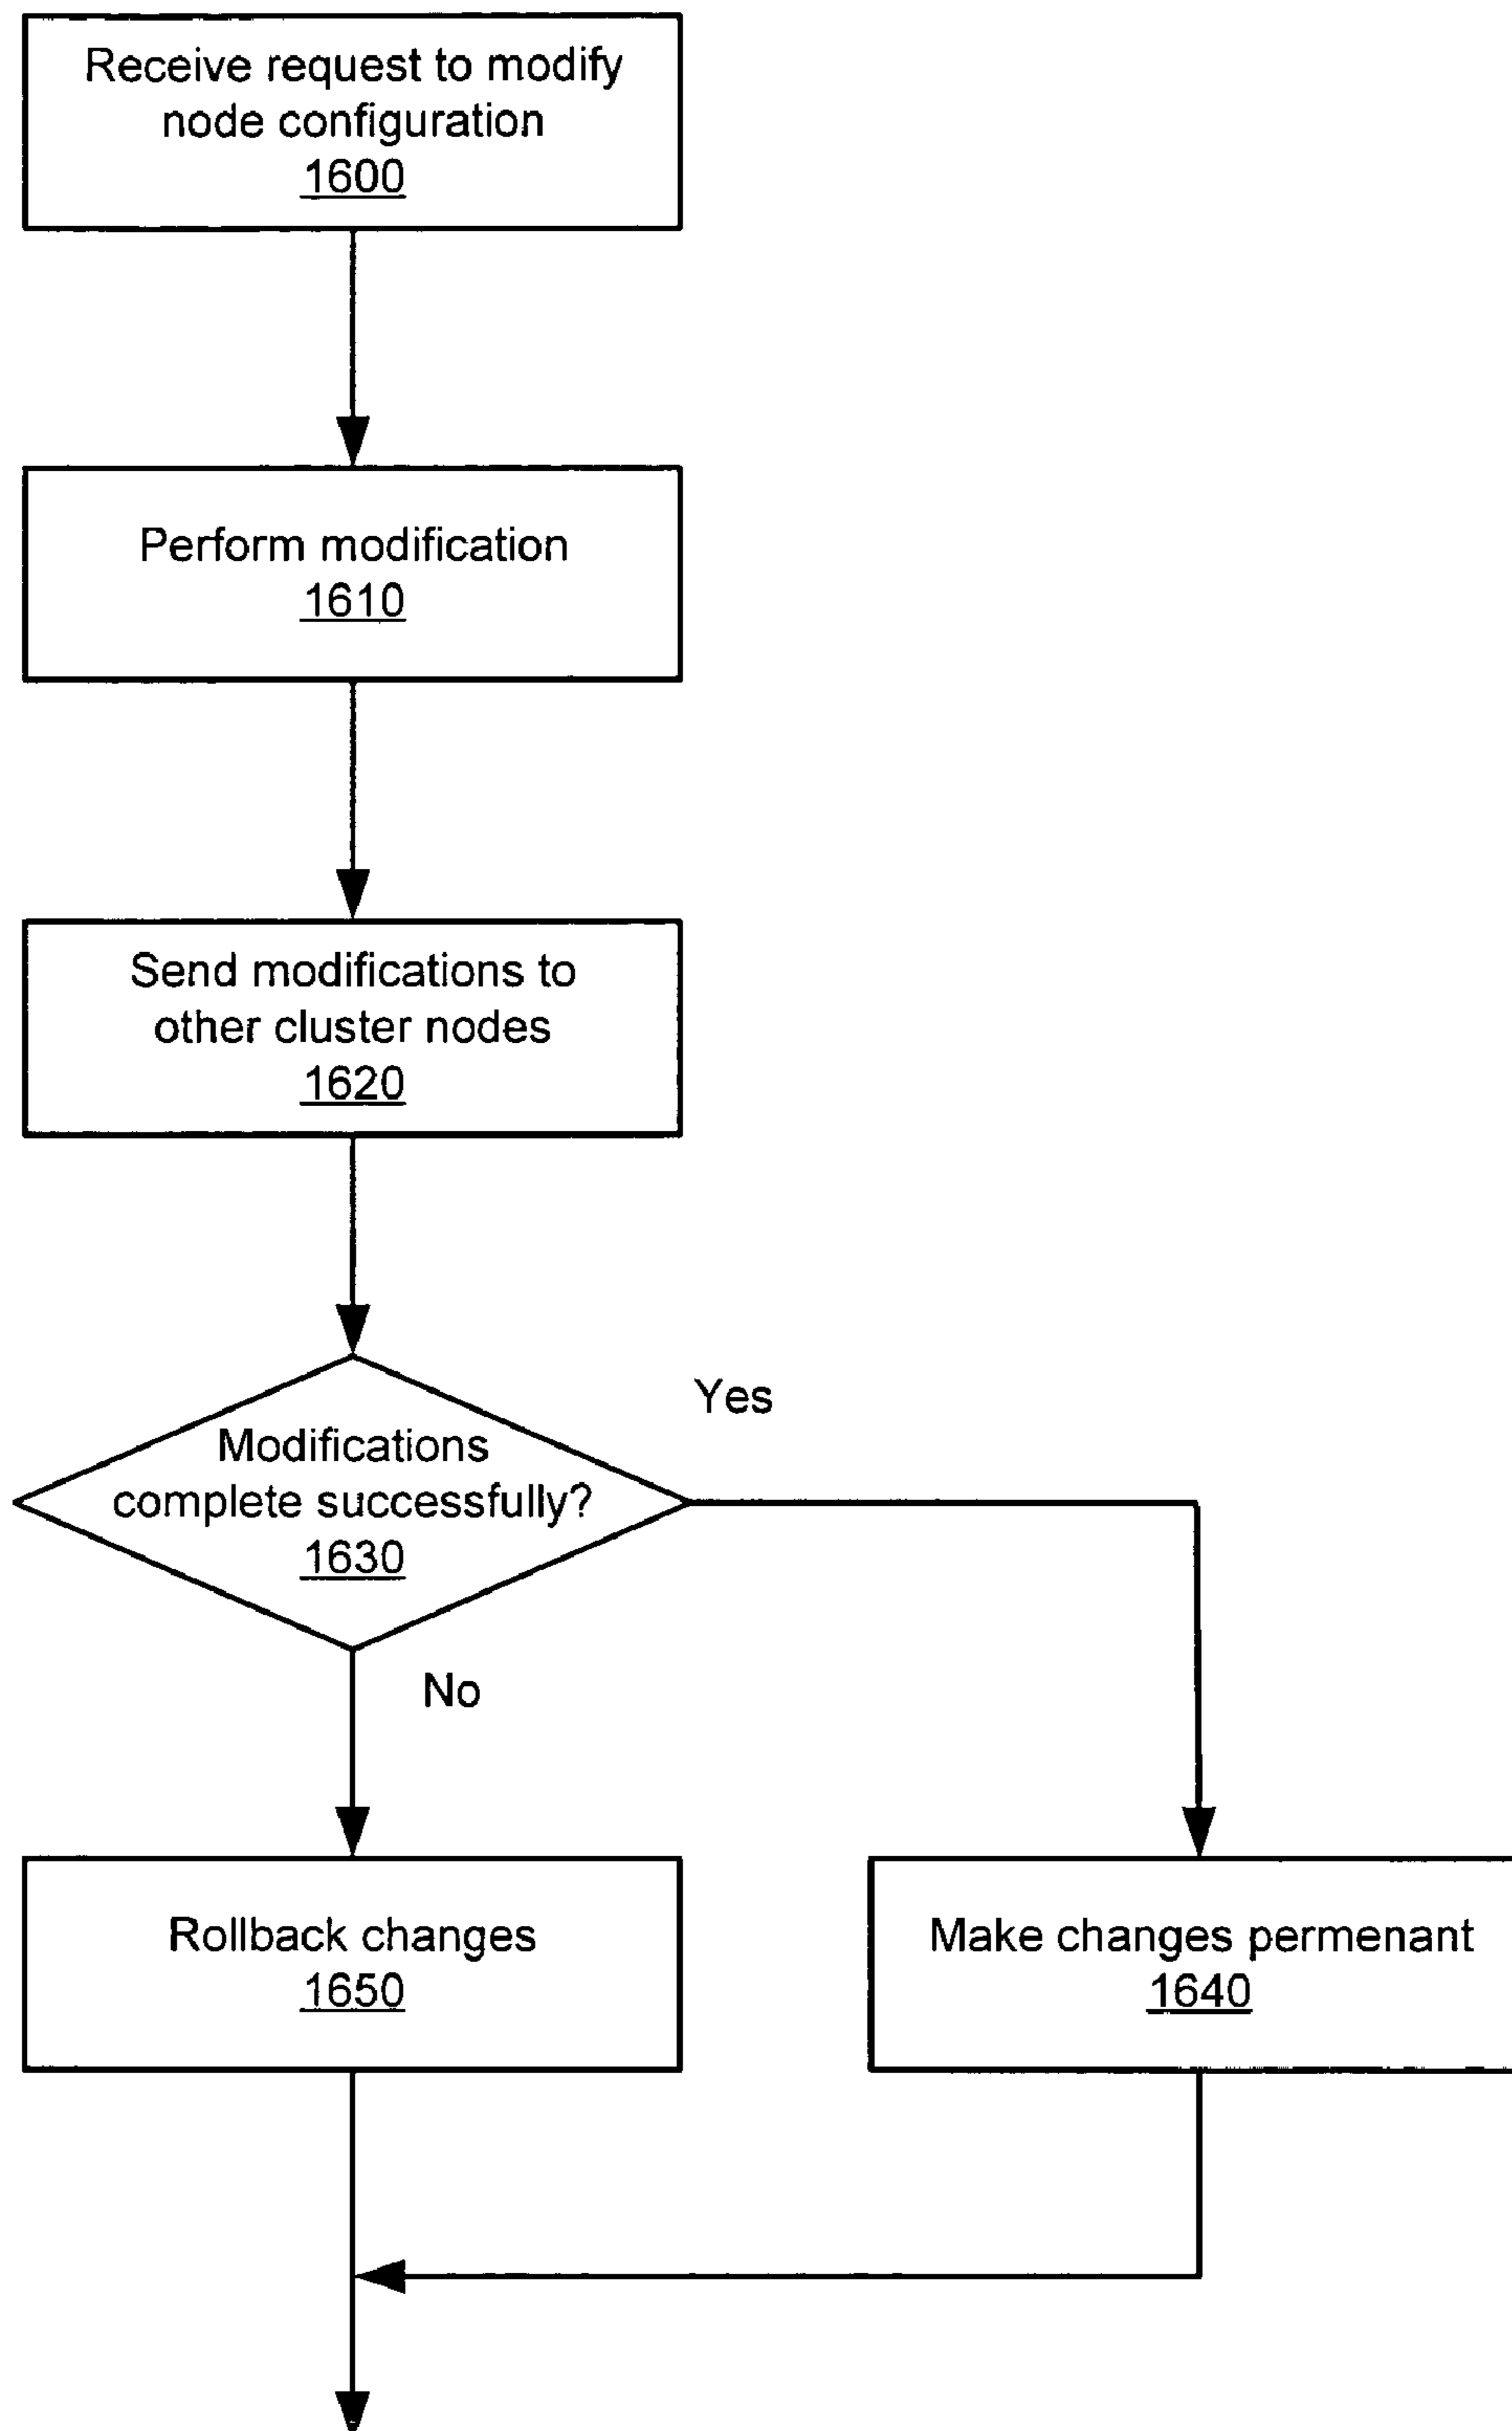 Receive request to modify
node configuration
1600
Perform modification
1610
Send modifications to
other cluster nodes
1620
Yes
Modifications
complete successfully?
1630
No
Rollback changes
1650
Make changes permenant
1640